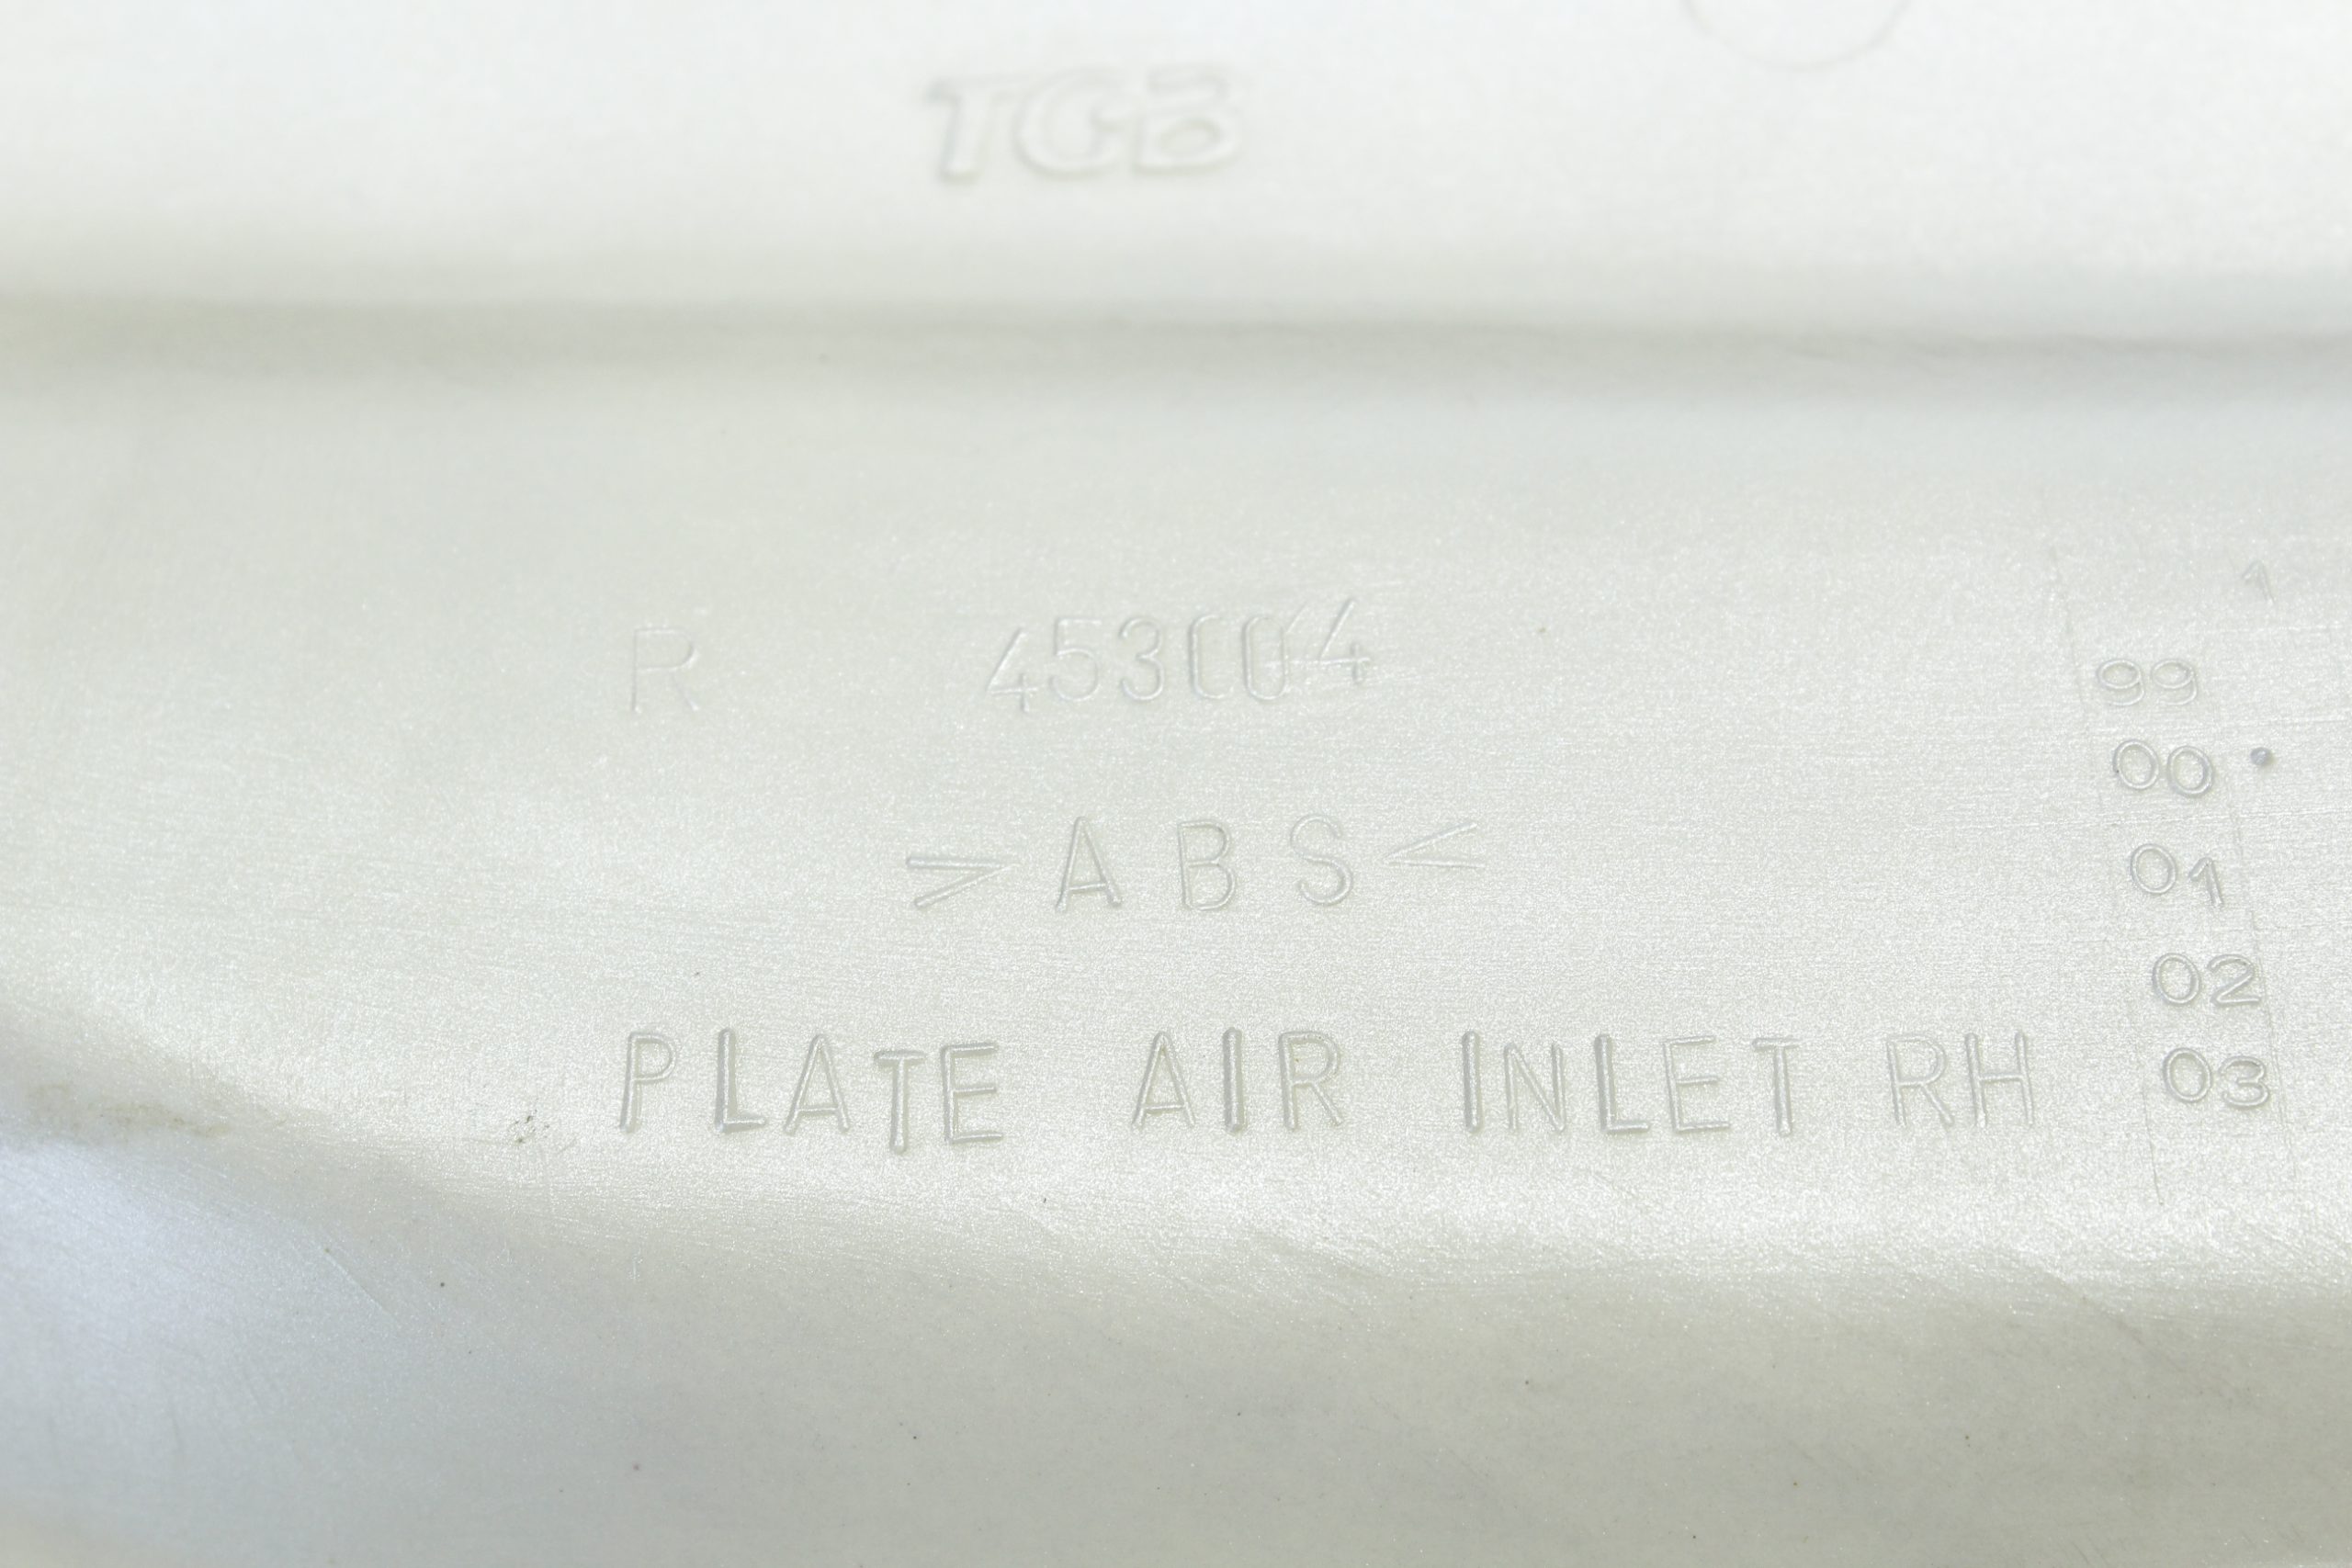 TGB
1
R 453004
99
00 •
>ABS<
01
02
PLATE AIR INLET RH
03